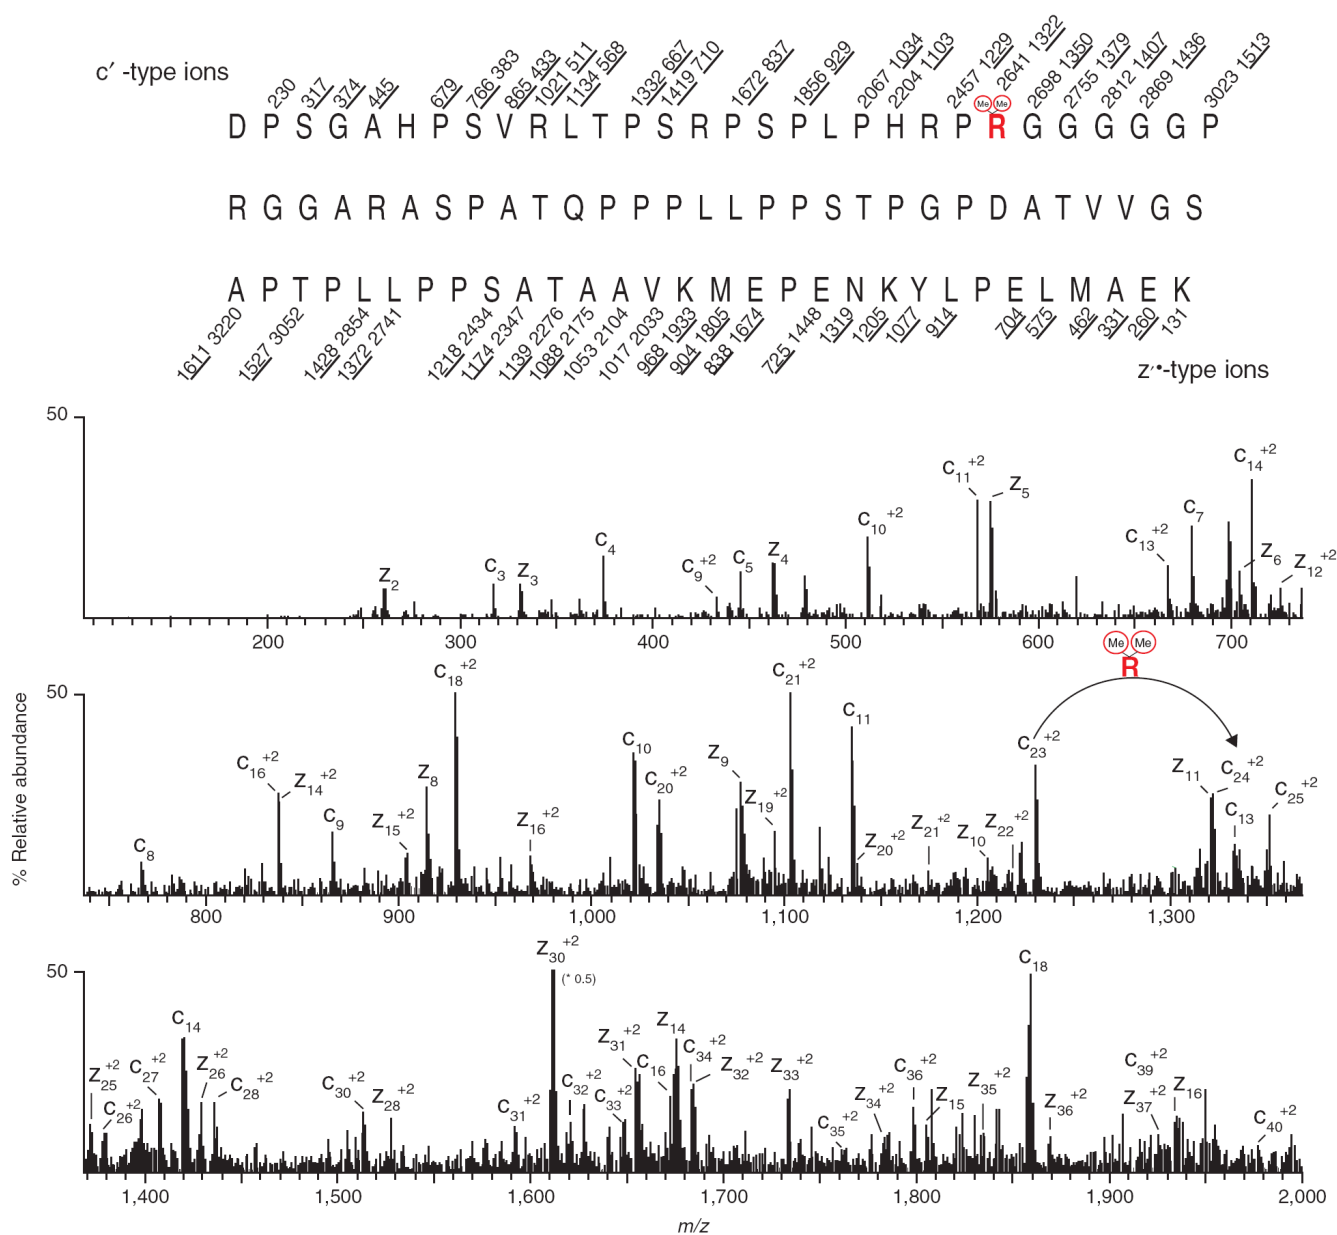 c′ -type ions
230 317 374 445 679 766 383 865 433 1021 511 1134 568 1332 667 1419 710 1672 837 1856 929 2067 1034 2204 1103 2457 1229 2641 1322 2698 1350 2755 1379 2812 1407 2869 1436 3023 1513
Me Me
D P S G A H P S V R L T P S R P S P L P H R P R G G G G G P
R G G A R A S P A T Q P P P L L P P S T P G P D A T V V G S
A P T P L L P P S A T A A V K M E P E N K Y L P E L M A E K
1611 3220 1527 3052 1428 2854 1372 2741 1218 2434 1174 2347 1139 2276 1088 2175 1053 2104 1017 2033 968 1933 904 1805 838 1674 725 1448 1319 1205 1077 914 704 575 462 331 260 131
z′•-type ions
50
Z2 C3 Z3 C4 C9+2 C5 Z4 C10+2 C11+2 Z5 C13+2 C7 C14+2 Z6 Z12+2
200 300 400 500 600 700
Me Me
R
50
C8 C16+2 Z14+2 C9 Z15+2 Z8 C18+2 Z16+2 C10 C20+2 Z9 Z19+2 C21+2 C11 Z20+2 Z21+2 Z10 Z22+2 C23+2 Z11 C24+2 C13 C25+2
800 900 1,000 1,100 1,200 1,300
% Relative abundance
50
Z25+2 C26+2 C27+2 C14 Z26+2 C28+2 C30+2 Z28+2 C31+2 Z30+2 (* 0.5) C32+2 C33+2 Z31+2 C16 Z14 C34+2 Z32+2 Z33+2 C35+2 Z34+2 C36+2 Z15 Z35+2 C18 Z36+2 C39+2 Z37+2 Z16 C40+2
1,400 1,500 1,600 1,700 1,800 1,900 2,000
m/z